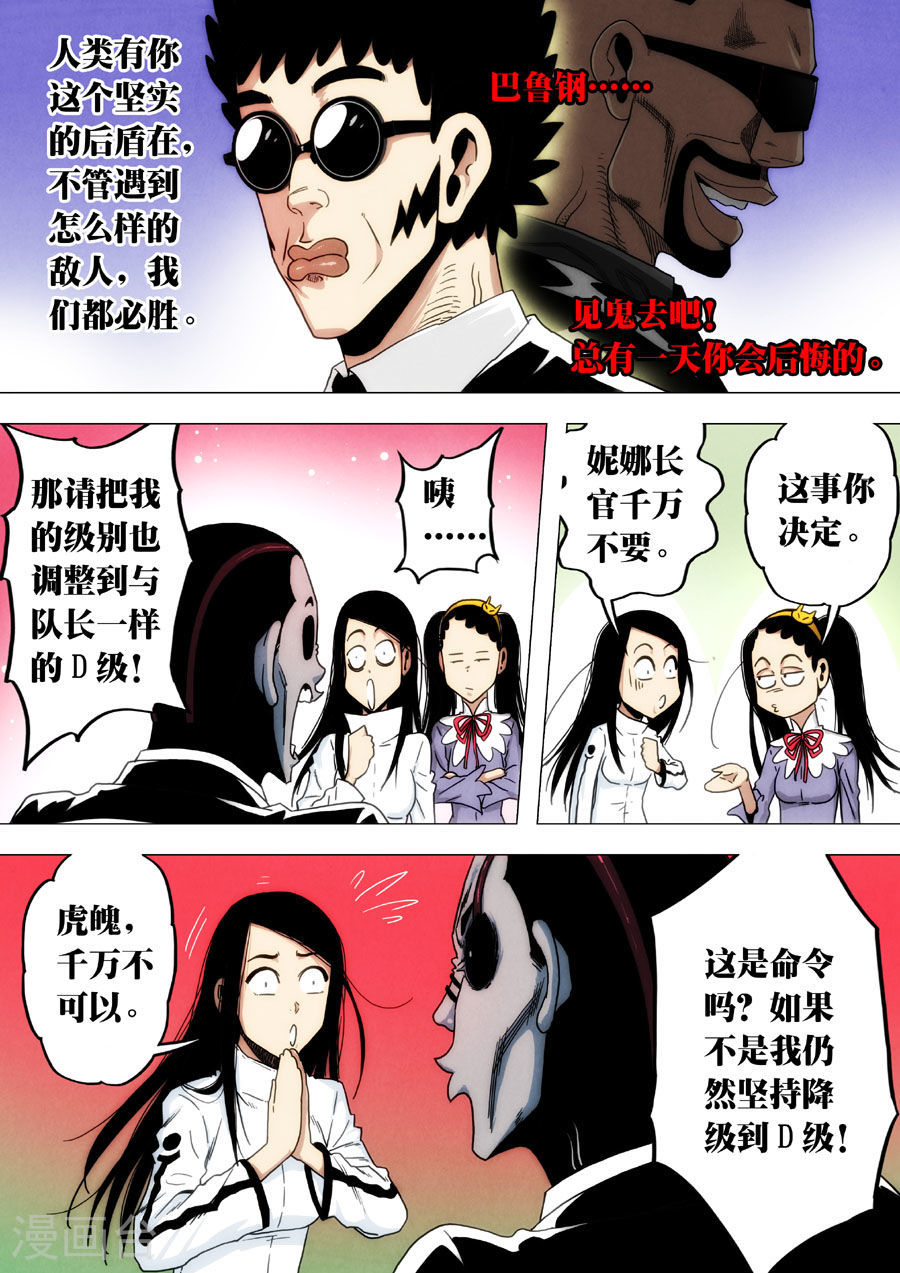 人类有你
这个坚实
的后盾在，
不管遇到
怎么样的
敌人，我
们都必胜。
巴鲁钢……
见鬼去吧！
总有一天你会后悔的。
那请把我
的级别也
调整到与
队长一样
的D级！
咦
……
妮娜长
官千万
不要。
这事你
决定。
虎魄，
千万不
可以。
这是命令
吗？如果
不是我仍
然坚持降
级到D级！
漫画台